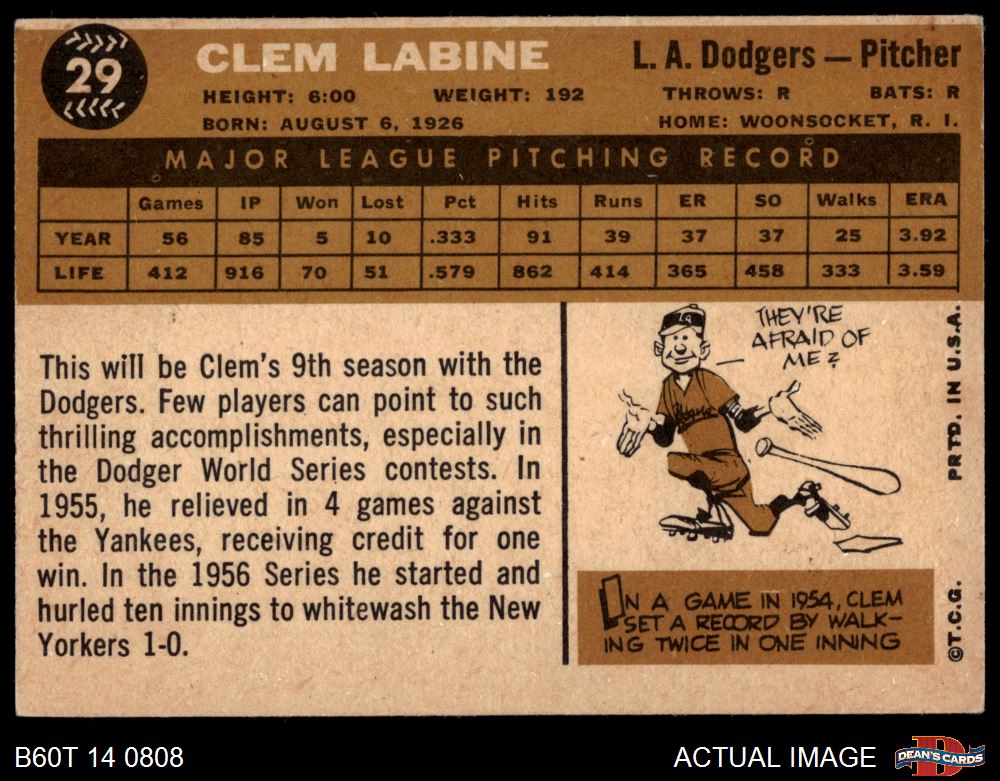 29
CLEM LABINE
L. A. Dodgers — Pitcher
HEIGHT: 6:00 WEIGHT: 192 THROWS: R BATS: R
BORN: AUGUST 6, 1926 HOME: WOONSOCKET, R. I.
MAJOR LEAGUE PITCHING RECORD
Games IP Won Lost Pct Hits Runs ER SO Walks ERA
YEAR 56 85 5 10 .333 91 39 37 37 25 3.92
LIFE 412 916 70 51 .579 862 414 365 458 333 3.59
This will be Clem's 9th season with the
Dodgers. Few players can point to such
thrilling accomplishments, especially in
the Dodger World Series contests. In
1955, he relieved in 4 games against
the Yankees, receiving credit for one
win. In the 1956 Series he started and
hurled ten innings to whitewash the New
Yorkers 1-0.
THEY'RE
AFRAID OF
ME?
IN A GAME IN 1954, CLEM
SET A RECORD BY WALK-
ING TWICE IN ONE INNING
PRTD. IN U.S.A.
©T.C.G.
B60T 14 0808
ACTUAL IMAGE
D
DEAN'S CARDS